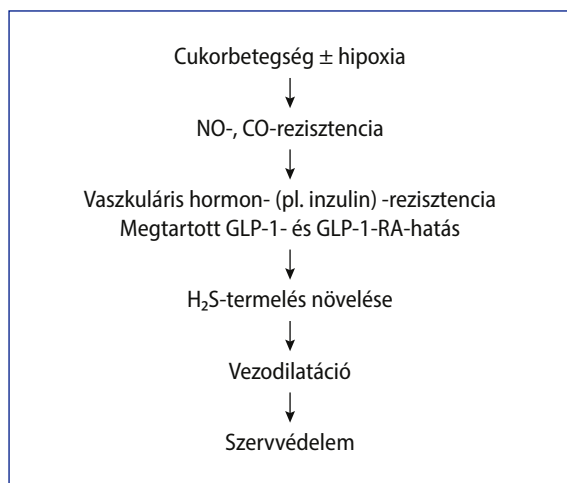 Cukorbetegség ± hipoxia
NO-, CO-rezisztencia
Vaszkuláris hormon- (pl. inzulin) -rezisztencia
Megtartott GLP-1- és GLP-1-RA-hatás
H₂S-termelés növelése
Vezodilatáció
Szervvédelem